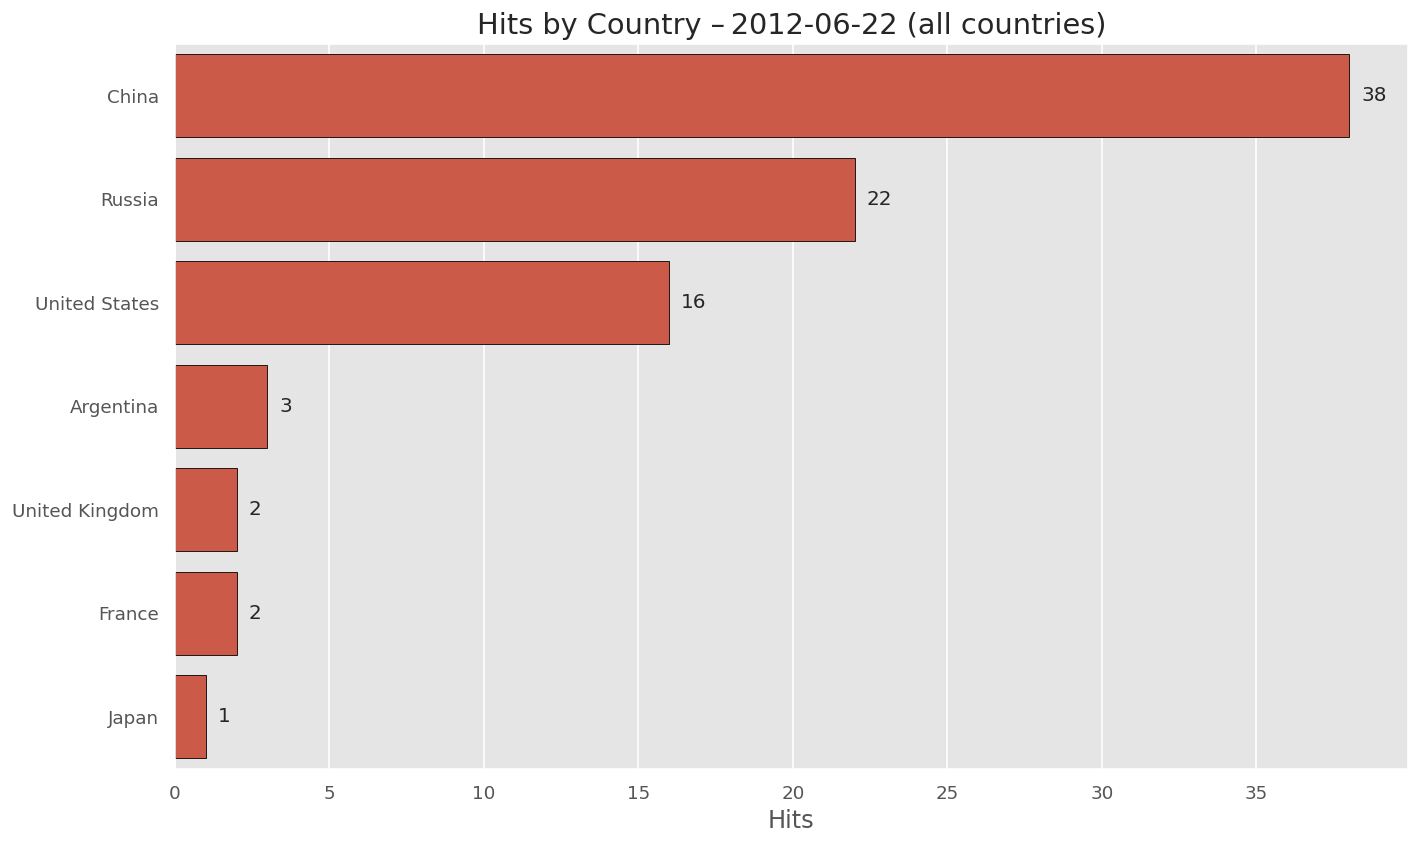 Hits by Country – 2012-06-22 (all countries)
China 38
Russia 22
United States 16
Argentina 3
United Kingdom 2
France 2
Japan 1
0 5 10 15 20 25 30 35
Hits